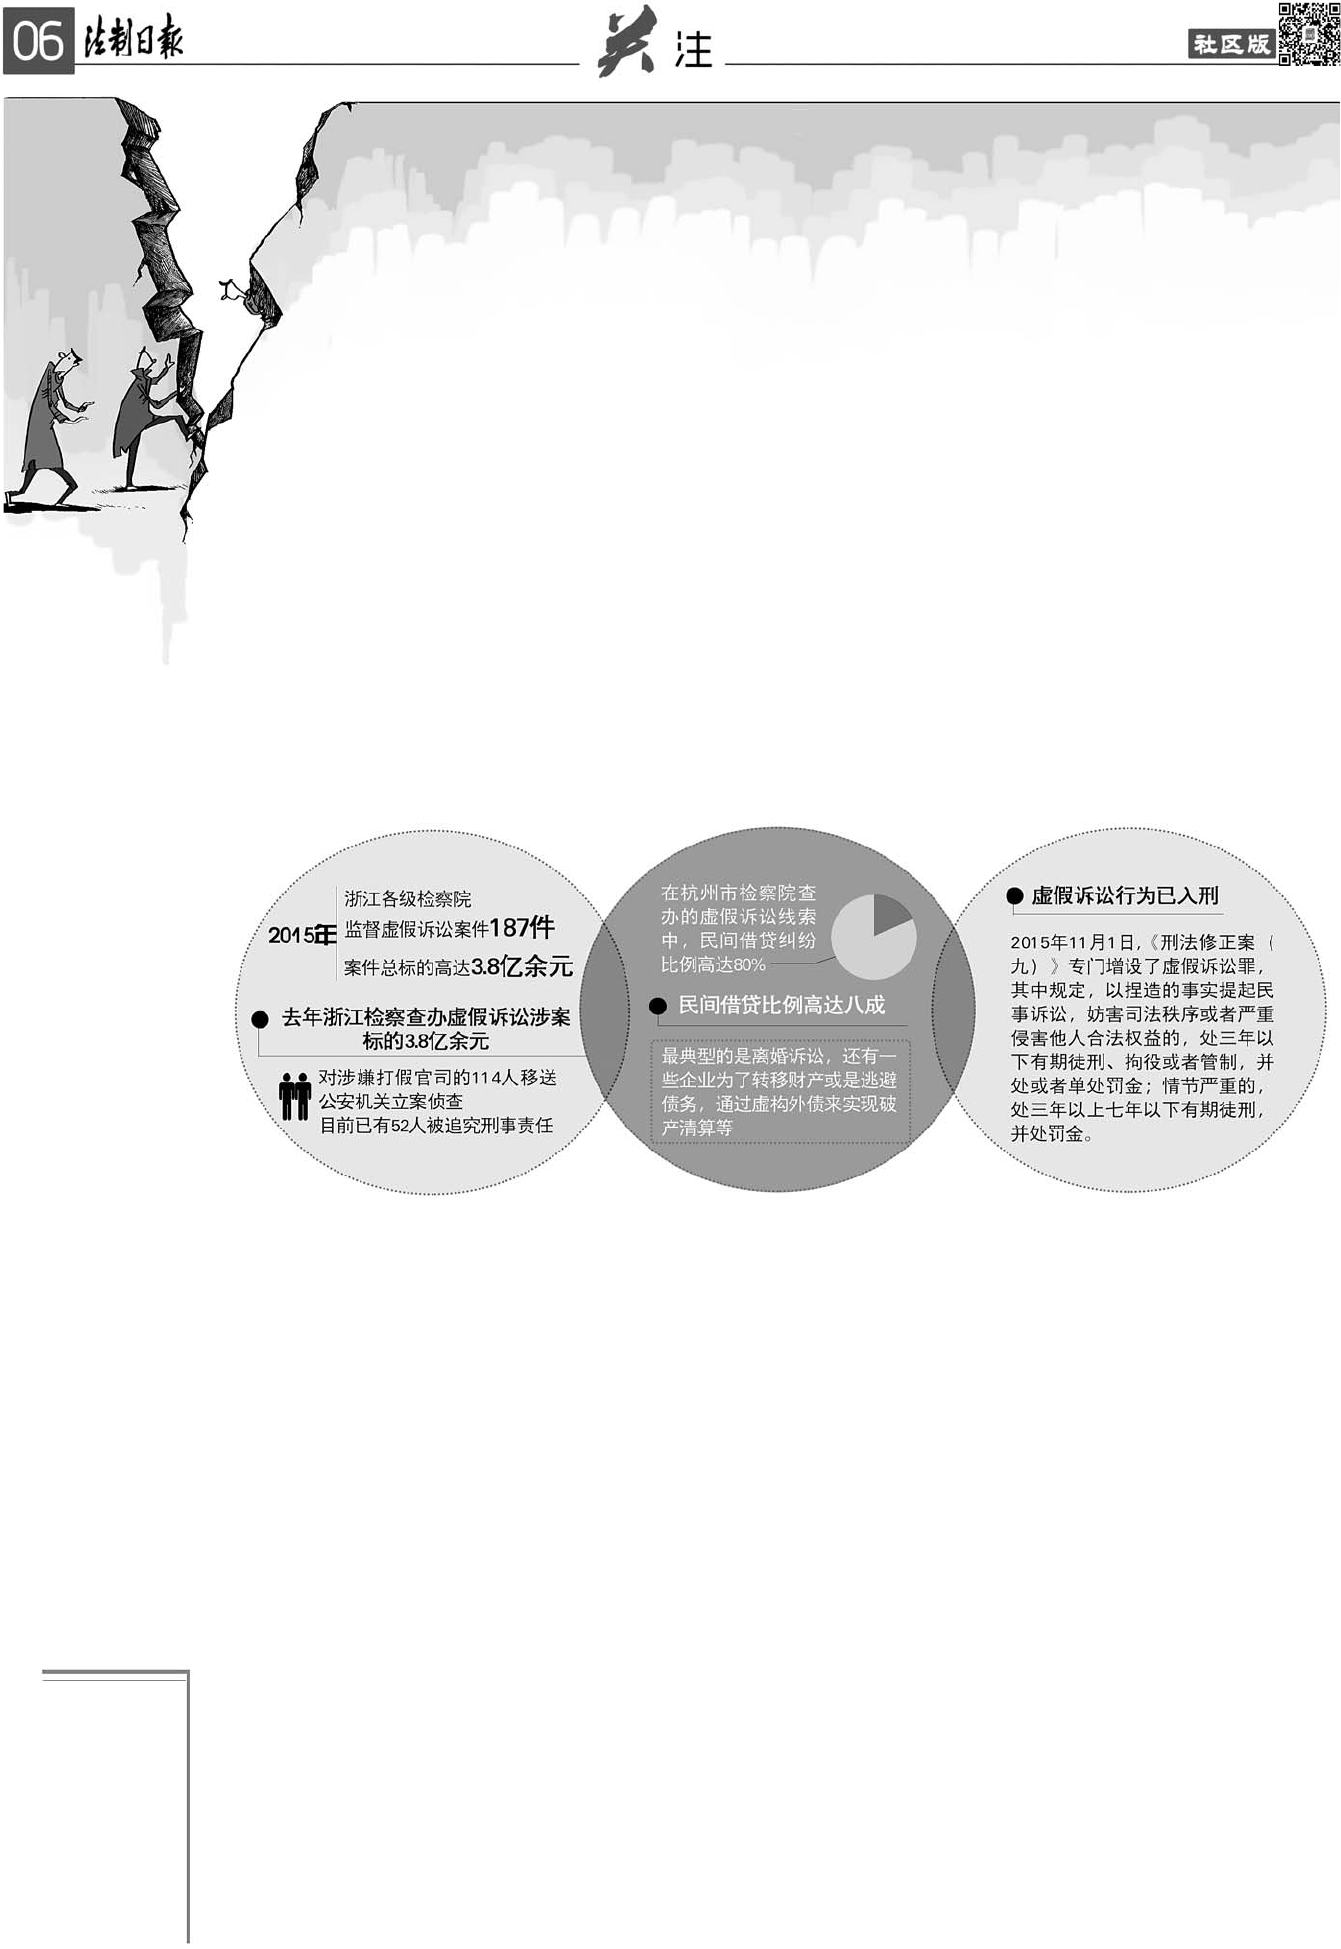 06
法制日报
关注
社区版
2015年
浙江各级检察院
监督虚假诉讼案件187件
案件总标的高达3.8亿余元
去年浙江检察查办虚假诉讼涉案
标的3.8亿余元
对涉嫌打假官司的114人移送
公安机关立案侦查
目前已有52人被追究刑事责任
在杭州市检察院查
办的虚假诉讼线索
中，民间借贷纠纷
比例高达80%
民间借贷比例高达八成
最典型的是离婚诉讼，还有一
些企业为了转移财产或是逃避
债务，通过虚构外债来实现破
产清算等
虚假诉讼行为已入刑
2015年11月1日，《刑法修正案（
九）》专门增设了虚假诉讼罪，
其中规定，以捏造的事实提起民
事诉讼，妨害司法秩序或者严重
侵害他人合法权益的，处三年以
下有期徒刑、拘役或者管制，并
处或者单处罚金；情节严重的，
处三年以上七年以下有期徒刑，
并处罚金。